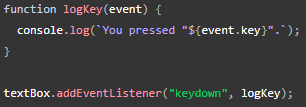 function logKey(event) {
  console.log(`You pressed "${event.key}".`);
}
textBox.addEventListener("keydown", logKey);